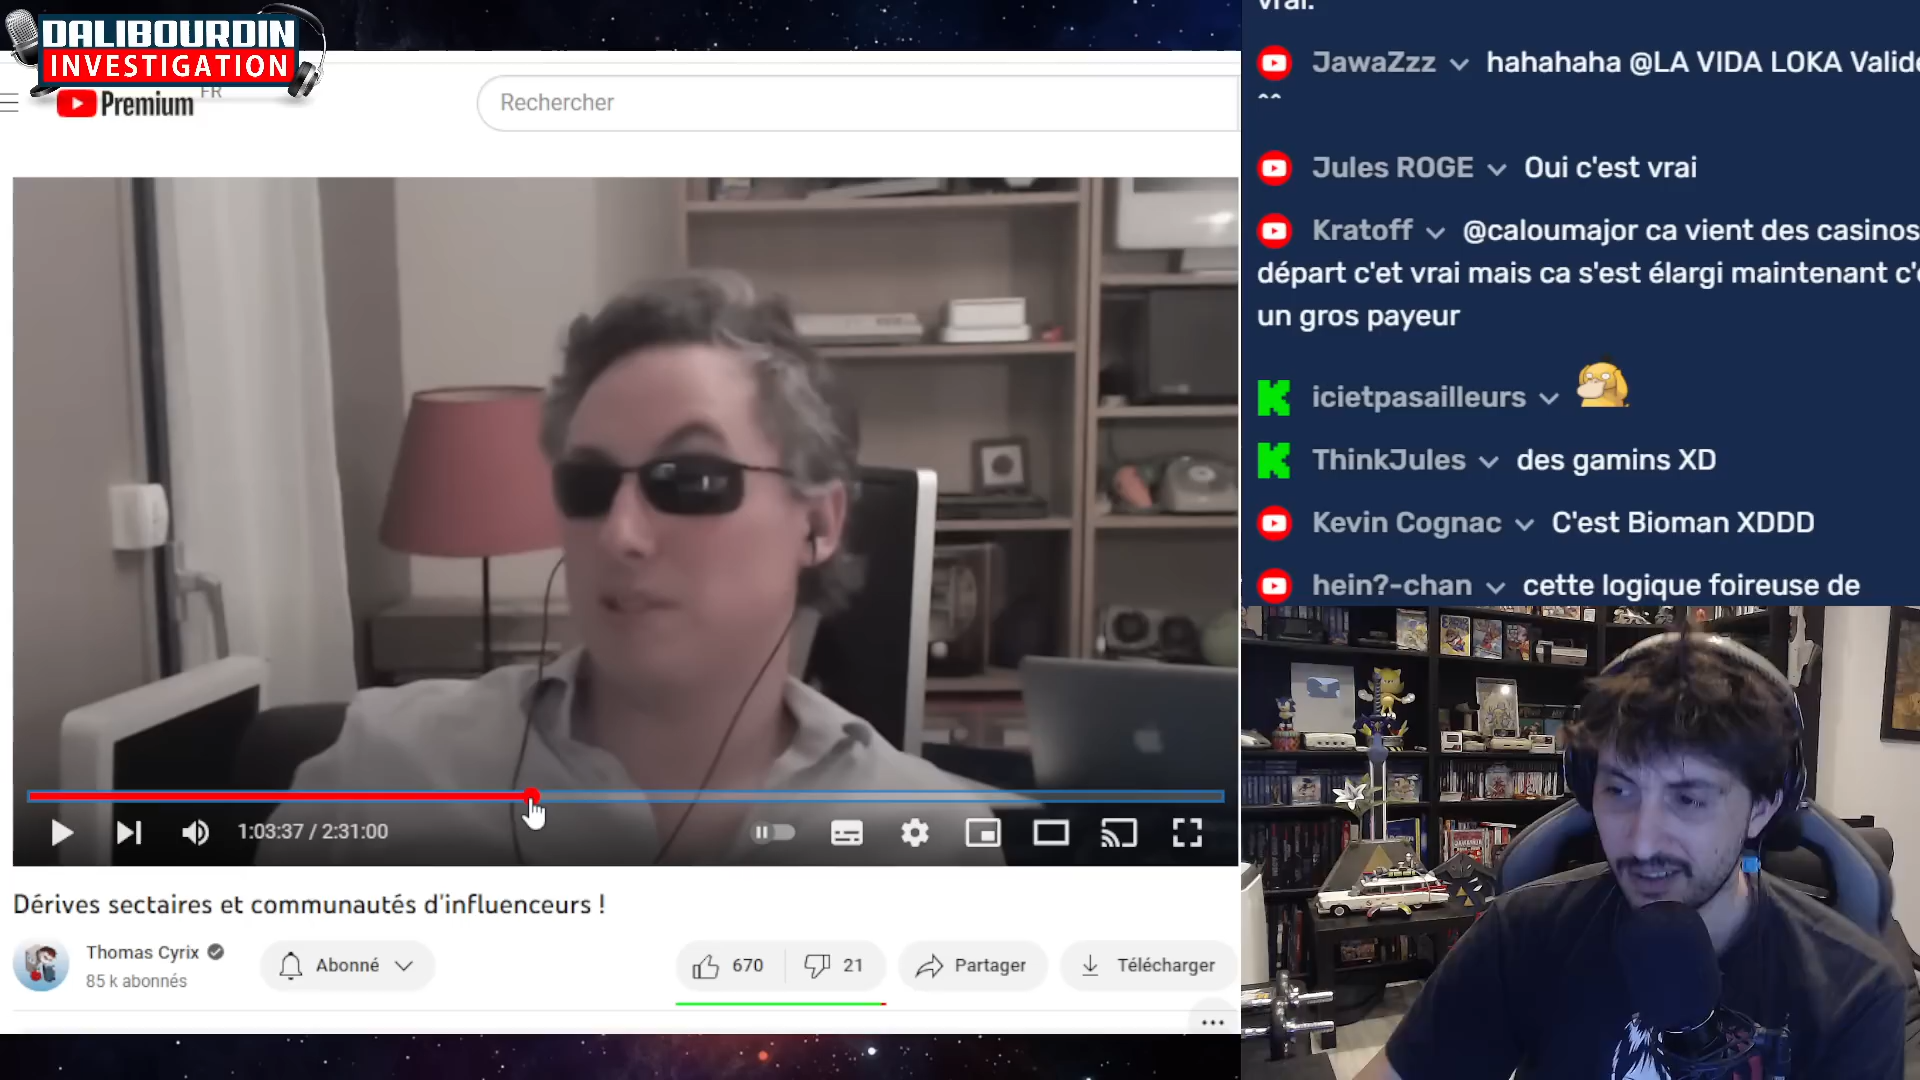 DALIBOURDIN
INVESTIGATION
Premium
FR
Rechercher
1:03:37 / 2:31:00
Dérives sectaires et communautés d'influenceurs !
Thomas Cyrix
85 k abonnés
Abonné
670
21
Partager
Télécharger
vrai.
JawaZzz hahahaha @LA VIDA LOKA Valide
^^
Jules ROGE Oui c'est vrai
Kratoff @caloumajor ca vient des casinos
départ c'et vrai mais ca s'est élargi maintenant
un gros payeur
icietpasailleurs
ThinkJules des gamins XD
Kevin Cognac C'est Bioman XDDD
hein?-chan cette logique foireuse de